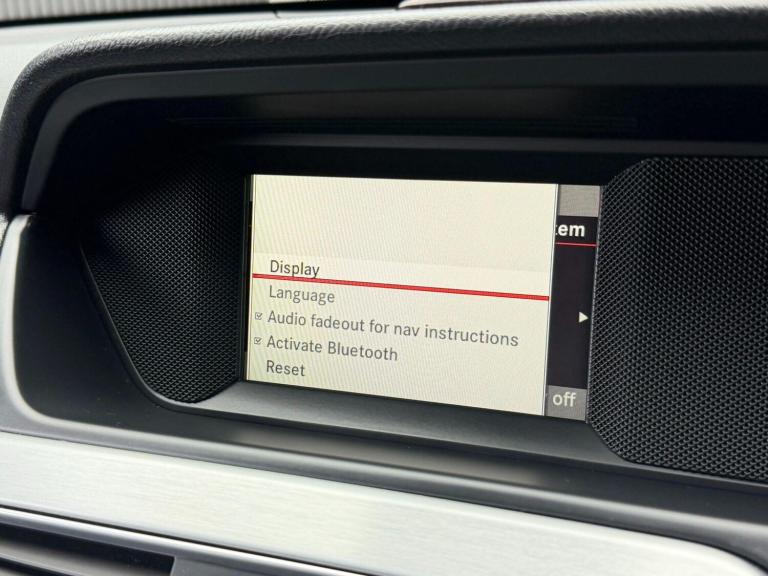 Display
Language
Audio fadeout for nav instructions
Activate Bluetooth
Reset
tem
off